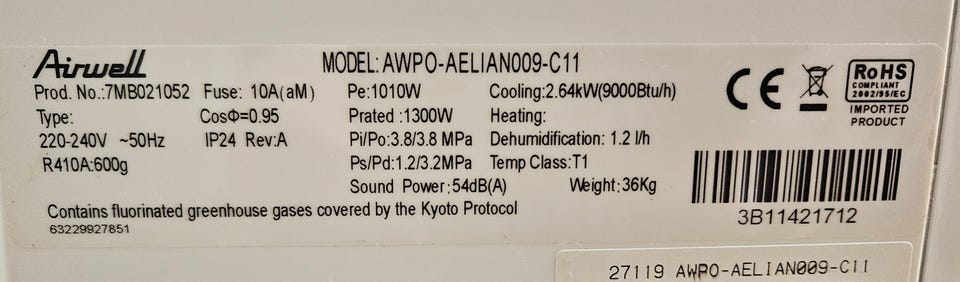 Airwell MODEL: AWPO-AELIAN009-C11
Prod. No.:7MB021052 Fuse: 10A(aM) Pe:1010W Cooling:2.64kW(9000Btu/h)
Type: CosΦ=0.95 Prated :1300W Heating:
220-240V ~50Hz IP24 Rev:A Pi/Po:3.8/3.8 MPa Dehumidification: 1.2 l/h
R410A:600g Ps/Pd:1.2/3.2MPa Temp Class:T1
Sound Power:54dB(A) Weight:36Kg
Contains fluorinated greenhouse gases covered by the Kyoto Protocol
63229927851
CE
RoHS
COMPLIANT
2002/95/EC
IMPORTED
PRODUCT
3B11421712
27119 AWPO-AELIAN009-C11